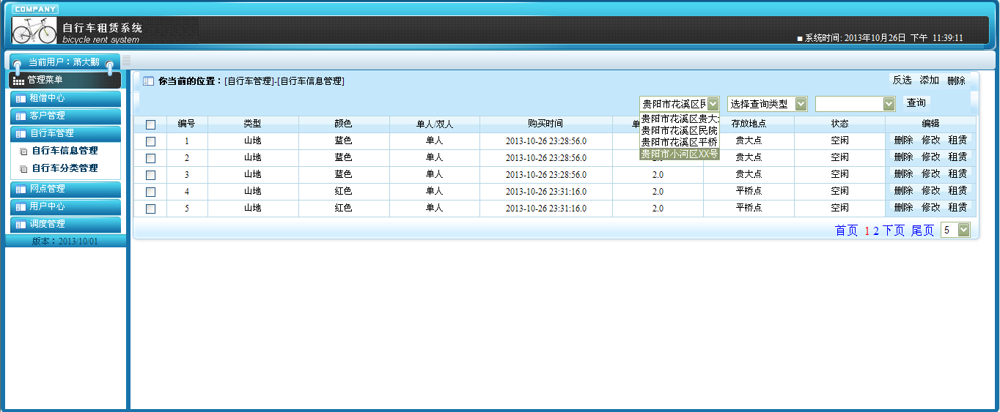 COMPANY
自行车租赁系统
bicycle rent system
系统时间: 2013年10月26日 下午 11:39:11
当前用户：萧大鹏
管理菜单
租借中心
客户管理
自行车管理
自行车信息管理
自行车分类管理
网点管理
用户中心
调度管理
版本：2013/10/01
你当前的位置：[自行车管理]-[自行车信息管理]
反选 添加 删除
贵阳市花溪区民 选择查询类型 查询
贵阳市花溪区贵大
贵阳市花溪区民院
贵阳市花溪区平桥
贵阳市小河区XX号
编号 类型 颜色 单人/双人 购买时间 单 存放地点 状态 编辑
1 山地 蓝色 单人 2013-10-26 23:28:56.0 贵大点 空闲 删除 修改 租赁
2 山地 蓝色 单人 2013-10-26 23:28:56.0 2.0 贵大点 空闲 删除 修改 租赁
3 山地 蓝色 单人 2013-10-26 23:28:56.0 2.0 贵大点 空闲 删除 修改 租赁
4 山地 红色 单人 2013-10-26 23:31:16.0 2.0 平桥点 空闲 删除 修改 租赁
5 山地 红色 单人 2013-10-26 23:31:16.0 2.0 平桥点 空闲 删除 修改 租赁
首页 1 2 下页 尾页 5